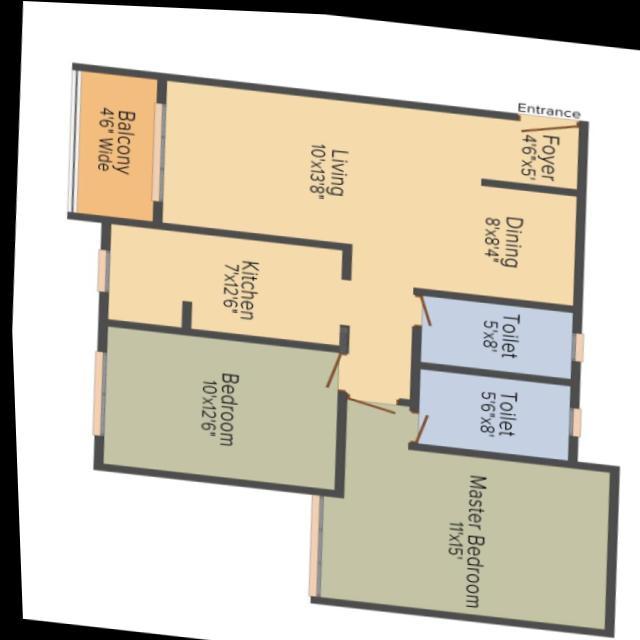 Entrance
Foyer
4'6"x5'
Balcony
4'6" Wide
Living
10'x13'8"
Dining
8'x8'4"
Kitchen
7'x12'6"
Toilet
5'x8'
Bedroom
10'x12'6"
Toilet
5'6"x8'
Master Bedroom
11'x15'